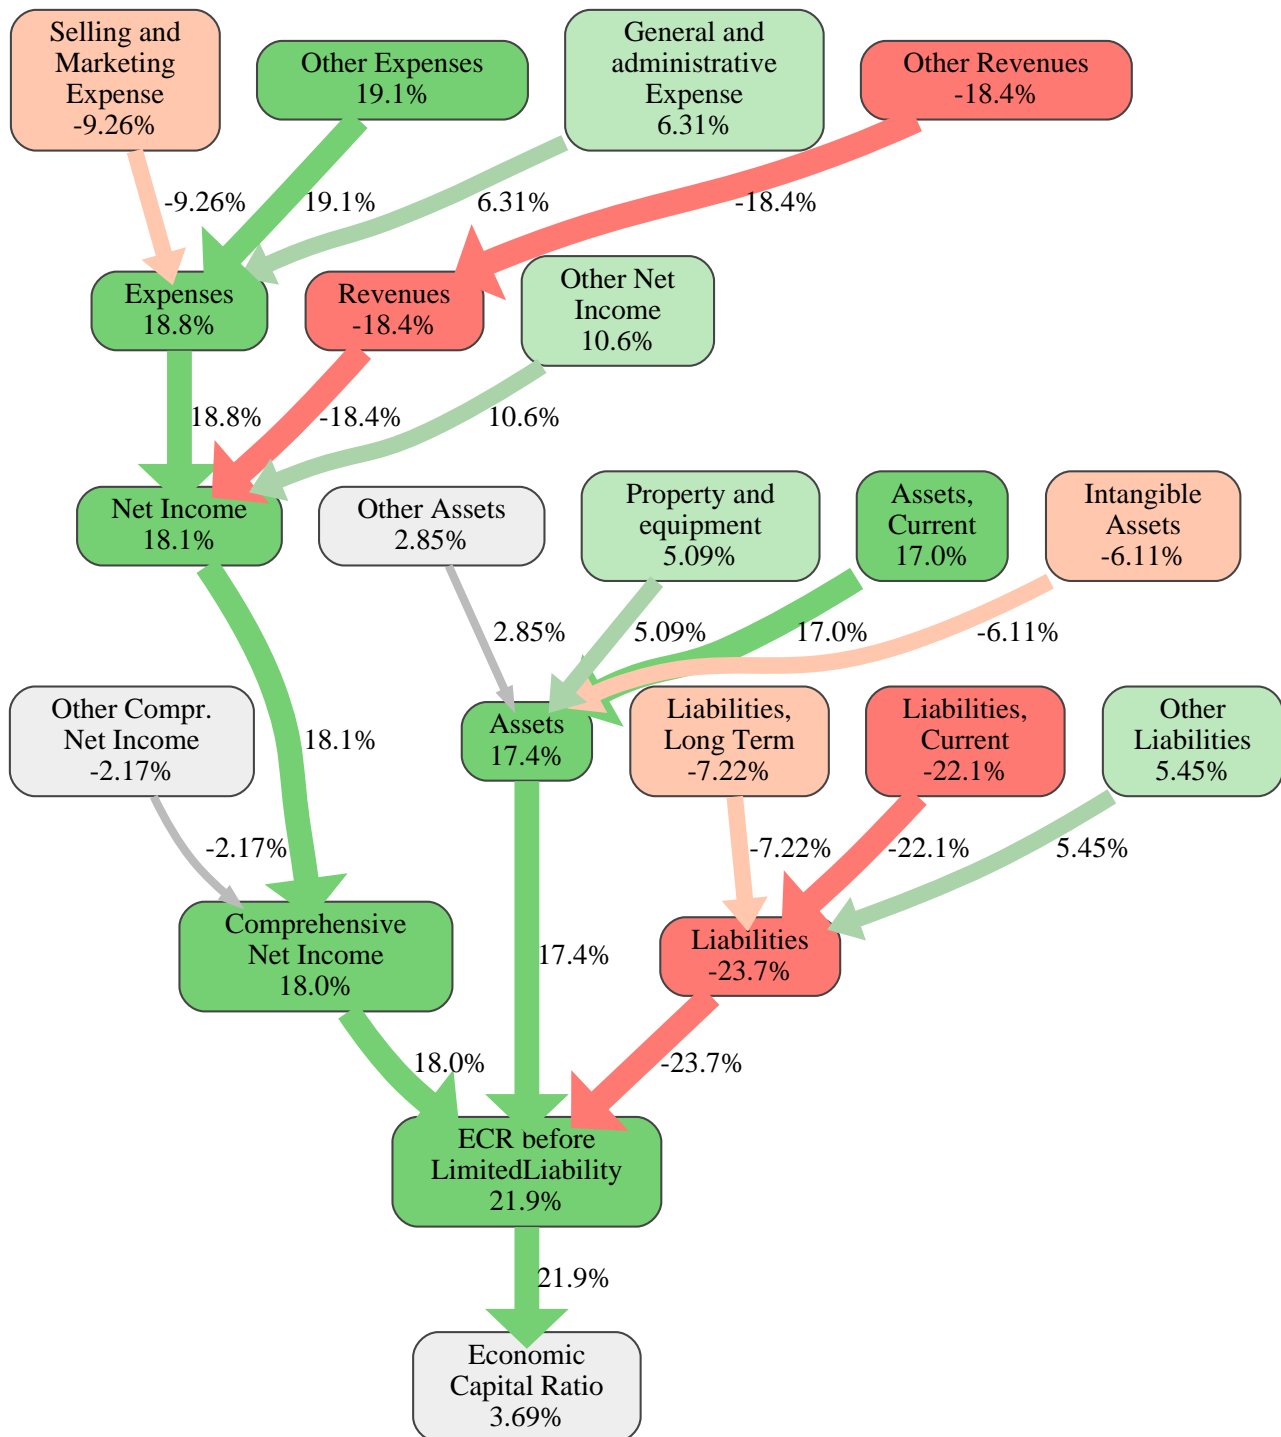 Selling and
Marketing
Expense
-9.26%
Other Expenses
19.1%
General and
administrative
Expense
6.31%
Other Revenues
-18.4%
-9.26%
19.1%
6.31%
-18.4%
Expenses
18.8%
Revenues
-18.4%
Other Net
Income
10.6%
18.8%
-18.4%
10.6%
Net Income
18.1%
Other Assets
2.85%
Property and
equipment
5.09%
Assets,
Current
17.0%
Intangible
Assets
-6.11%
2.85%
5.09%
17.0%
-6.11%
Other Compr.
Net Income
-2.17%
18.1%
Assets
17.4%
Liabilities,
Long Term
-7.22%
Liabilities,
Current
-22.1%
Other
Liabilities
5.45%
-2.17%
-7.22%
-22.1%
5.45%
Comprehensive
Net Income
18.0%
17.4%
Liabilities
-23.7%
18.0%
-23.7%
ECR before
LimitedLiability
21.9%
21.9%
Economic
Capital Ratio
3.69%